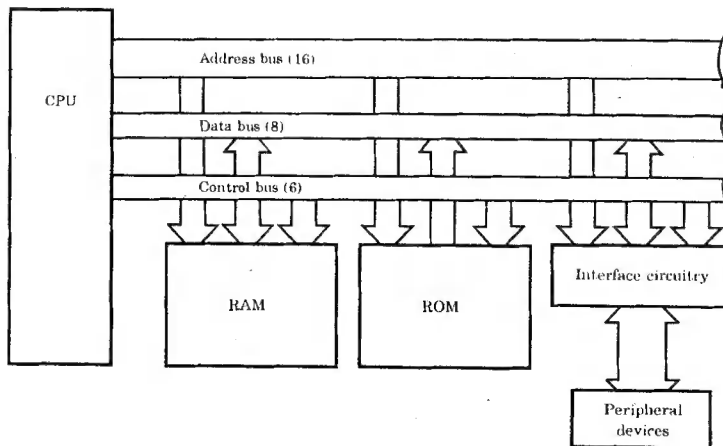 Address bus (16)
CPU
Data bus (8)
Control bus (6)
RAM
ROM
Interface circuitry
Peripheral
devices